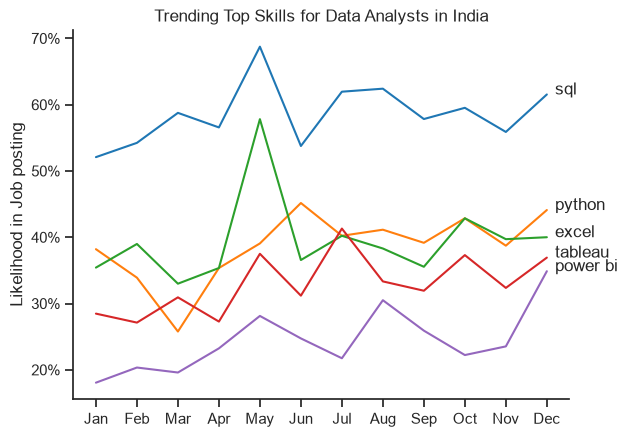 Trending Top Skills for Data Analysts in India
Likelihood in Job posting
70%
60%
50%
40%
30%
20%
sql
python
excel
tableau
power bi
Jan Feb Mar Apr May Jun Jul Aug Sep Oct Nov Dec